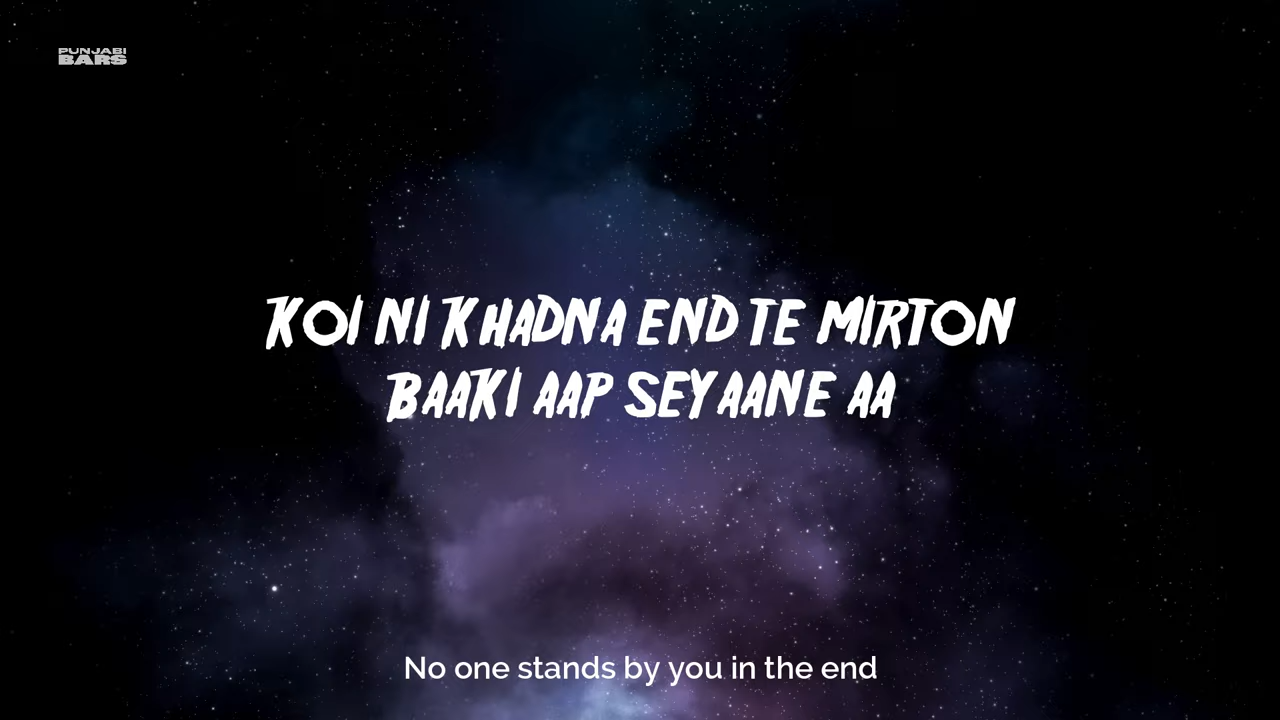 PUNJABI
BARS
KOI NI KHADNA END TE MIRTON
BAAKI AAP SEYAANE AA
No one stands by you in the end